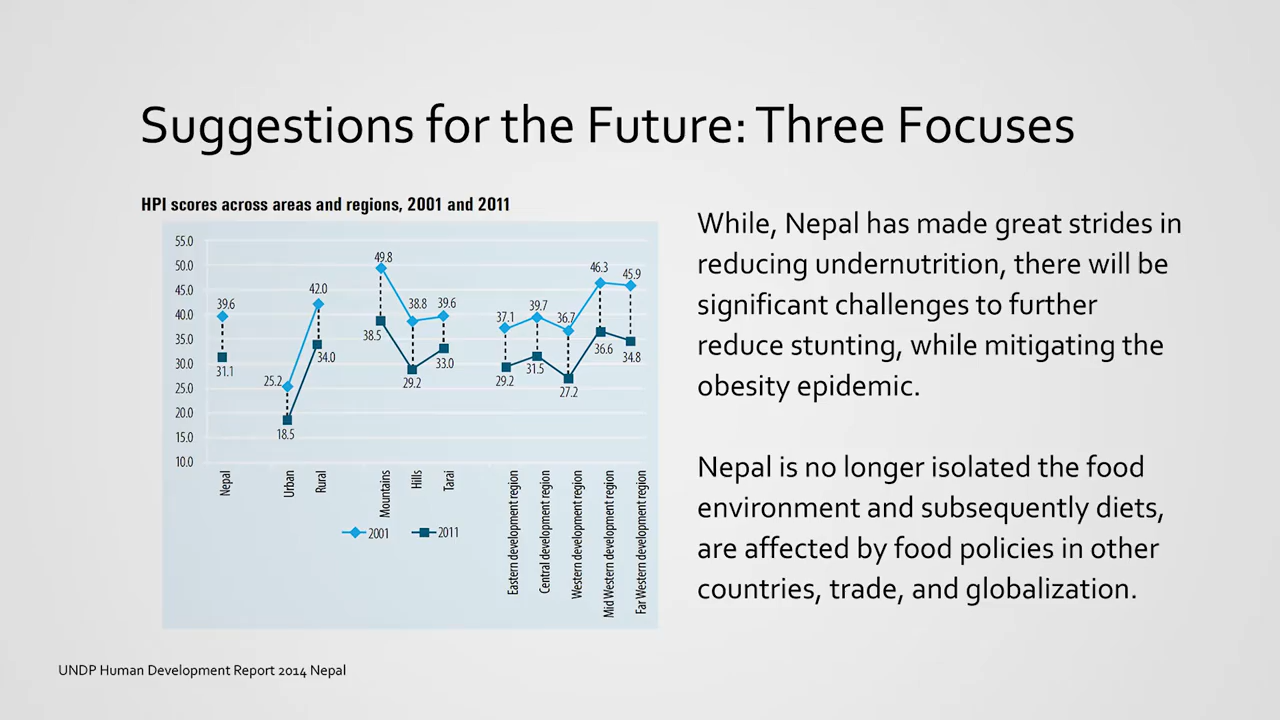 Suggestions for the Future: Three Focuses
HPI scores across areas and regions, 2001 and 2011
55.0
50.0
45.0
40.0
35.0
30.0
25.0
20.0
15.0
10.0
39.6
31.1
25.2
18.5
42.0
34.0
49.8
38.5
38.8
29.2
39.6
33.0
37.1
29.2
39.7
31.5
36.7
27.2
46.3
36.6
45.9
34.8
Nepal
Urban
Rural
Mountains
Hills
Tarai
Eastern development region
Central development region
Western development region
Mid Western development region
Far Western development region
2001
2011
While, Nepal has made great strides in
reducing undernutrition, there will be
significant challenges to further
reduce stunting, while mitigating the
obesity epidemic.
Nepal is no longer isolated the food
environment and subsequently diets,
are affected by food policies in other
countries, trade, and globalization.
UNDP Human Development Report 2014 Nepal